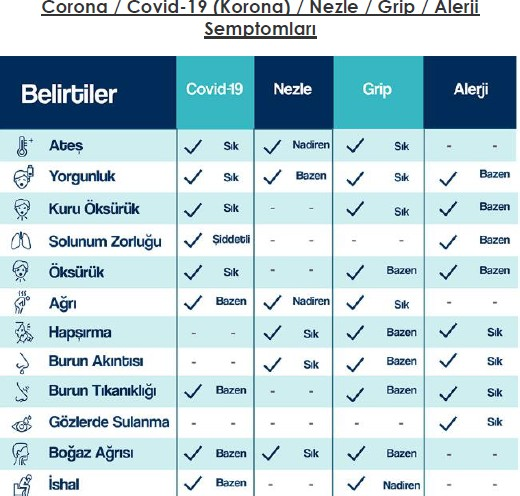 Corona / Covid-19 (Korona) / Nezle / Grip / Alerji
Semptomları
Belirtiler Covid-19 Nezle Grip Alerji
Ateş Sık Nadiren Sık - -
Yorgunluk Sık Bazen Sık Bazen
Kuru Öksürük Sık - - Sık Bazen
Solunum Zorluğu Şiddetli - - - - Bazen
Öksürük Sık - - Bazen Bazen
Ağrı Bazen Nadiren Sık - -
Hapşırma - - Sık Bazen Sık
Burun Akıntısı - - Sık Bazen Sık
Burun Tıkanıklığı Bazen - - Bazen Sık
Gözlerde Sulanma - - - - - - Sık
Boğaz Ağrısı Bazen Sık Bazen - -
İshal Bazen - - Nadiren - -